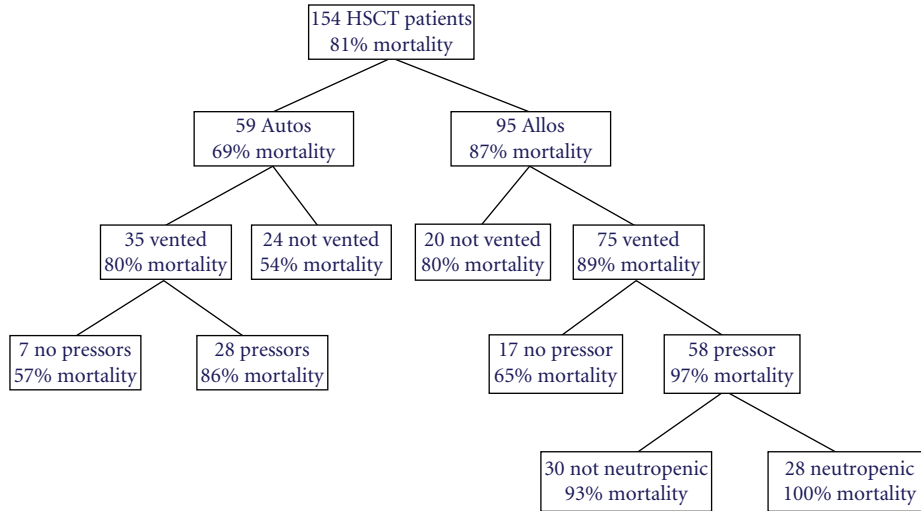 154 HSCT patients
81% mortality
59 Autos
69% mortality
95 Allos
87% mortality
35 vented
80% mortality
24 not vented
54% mortality
20 not vented
80% mortality
75 vented
89% mortality
7 no pressors
57% mortality
28 pressors
86% mortality
17 no pressor
65% mortality
58 pressor
97% mortality
30 not neutropenic
93% mortality
28 neutropenic
100% mortality